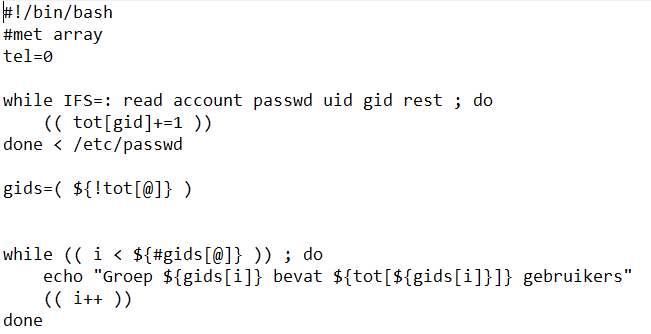 #!/bin/bash
#met array
tel=0
while IFS=: read account passwd uid gid rest ; do
    (( tot[gid]+=1 ))
done < /etc/passwd
gids=( ${!tot[@]} )
while (( i < ${#gids[@]} )) ; do
    echo "Groep ${gids[i]} bevat ${tot[${gids[i]}]} gebruikers"
    (( i++ ))
done